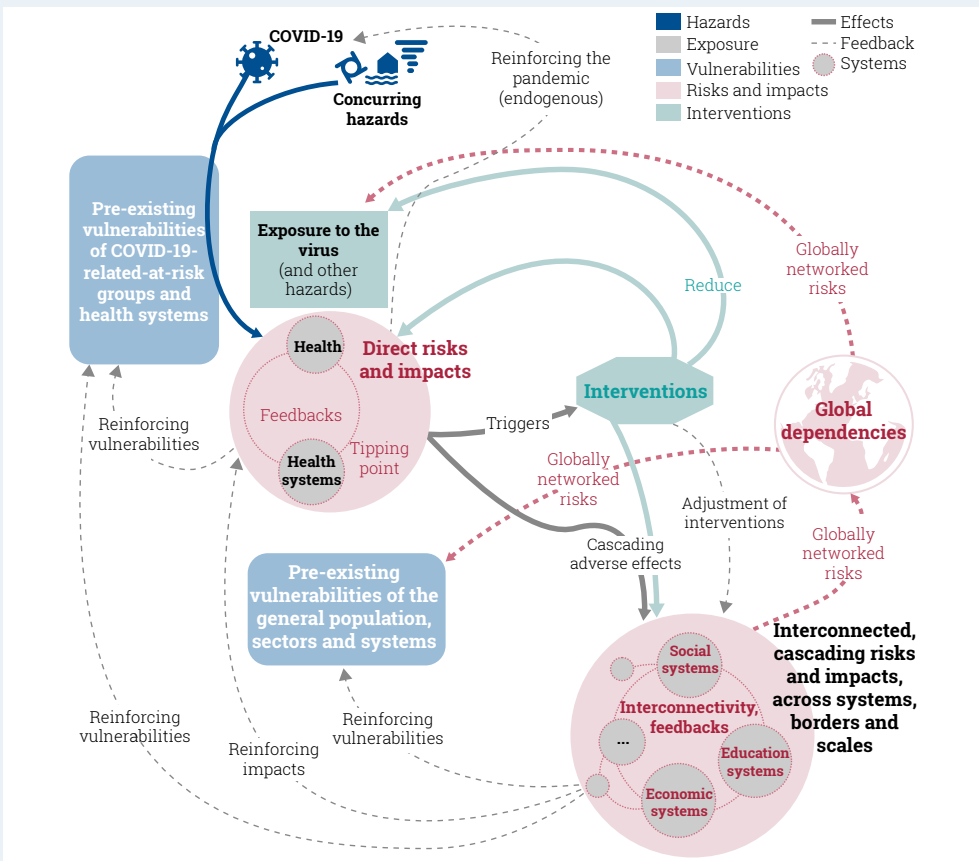 COVID-19
Concurring
hazards
Reinforcing the
pandemic
(endogenous)
Hazards
Exposure
Vulnerabilities
Risks and impacts
Interventions
Effects
Feedback
Systems
Pre-existing
vulnerabilities
of COVID-19-
related-at-risk
groups and
health systems
Exposure to the
virus
(and other
hazards)
Globally
networked
risks
Reduce
Health
Direct risks
and impacts
Feedbacks
Tipping
point
Health
systems
Interventions
Global
dependencies
Triggers
Reinforcing
vulnerabilities
Globally
networked
risks
Adjustment of
interventions
Globally
networked
risks
Cascading
adverse effects
Pre-existing
vulnerabilities of the
general population,
sectors and systems
Interconnected,
cascading risks
and impacts,
across systems,
borders and
scales
Social
systems
Interconnectivity,
feedbacks
...
Education
systems
Economic
systems
Reinforcing
vulnerabilities
Reinforcing
impacts
Reinforcing
vulnerabilities